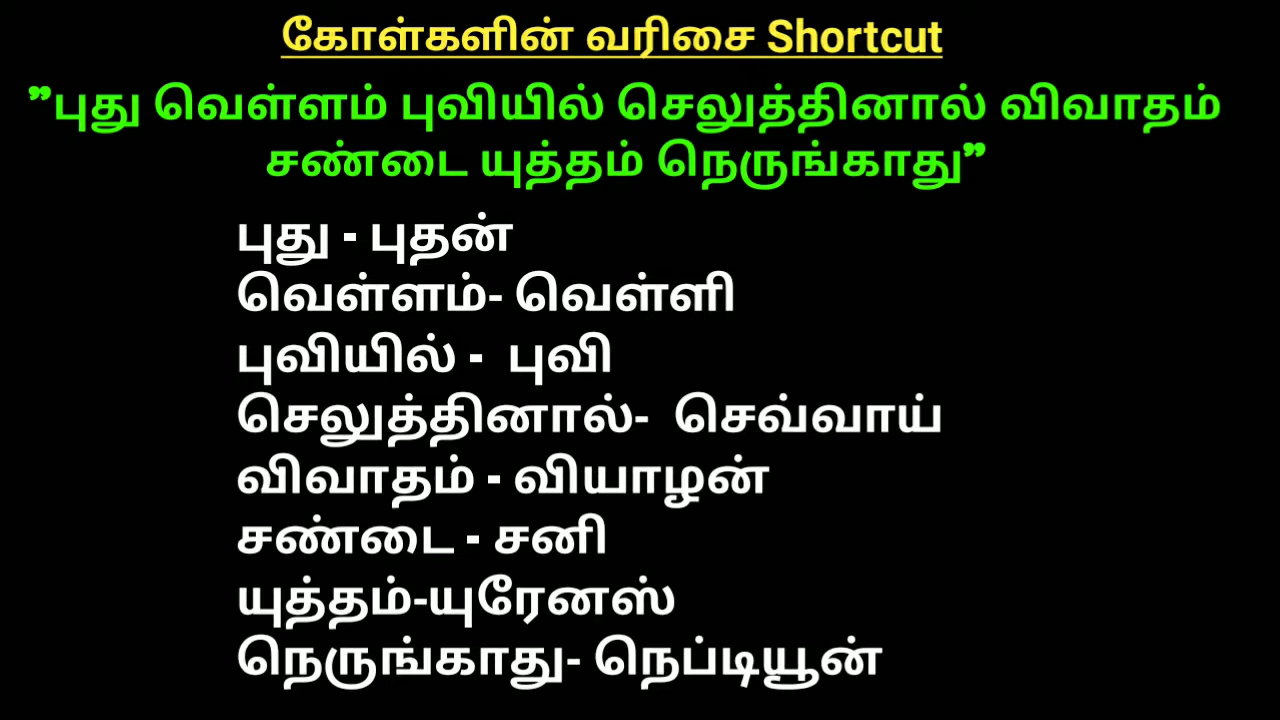 கோள்களின் வரிசை Shortcut
”புது வெள்ளம் புவியில் செலுத்தினால் விவாதம்
சண்டை யுத்தம் நெருங்காது”
புது - புதன்
வெள்ளம்- வெள்ளி
புவியில் - புவி
செலுத்தினால்- செவ்வாய்
விவாதம் - வியாழன்
சண்டை - சனி
யுத்தம்-யுரேனஸ்
நெருங்காது- நெப்டியூன்